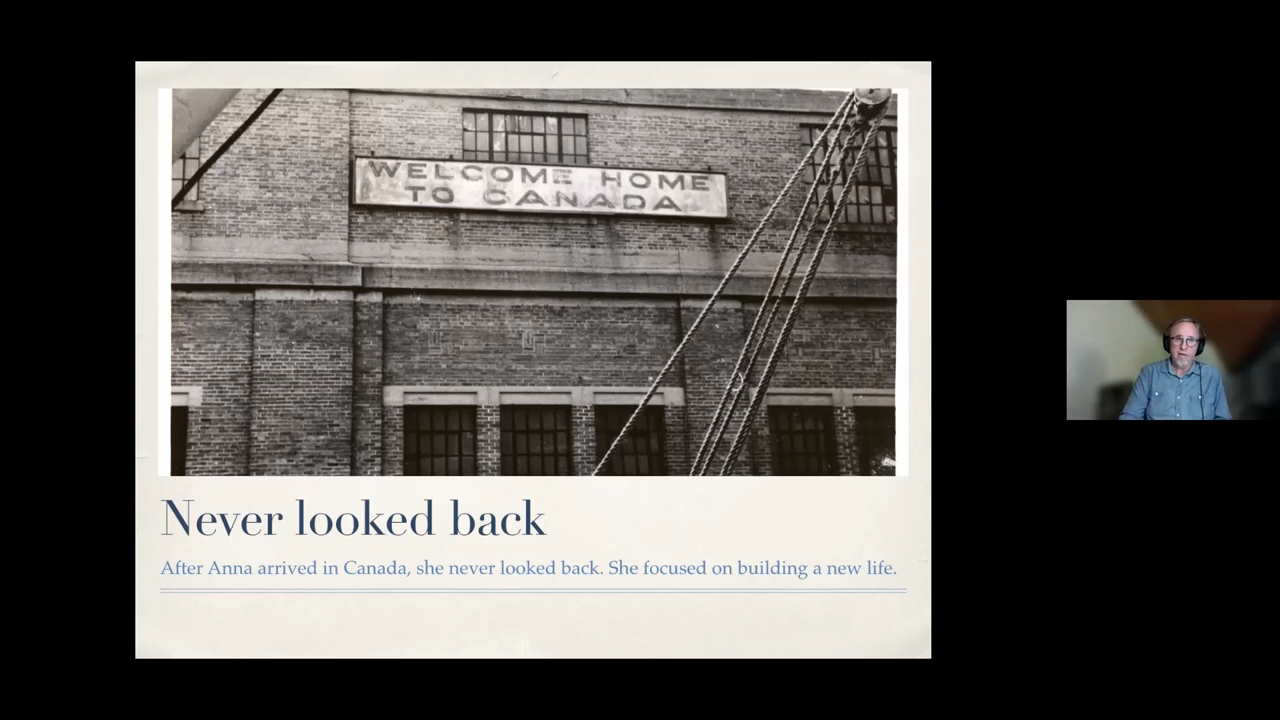 WELCOME HOME
TO CANADA
Never looked back
After Anna arrived in Canada, she never looked back. She focused on building a new life.